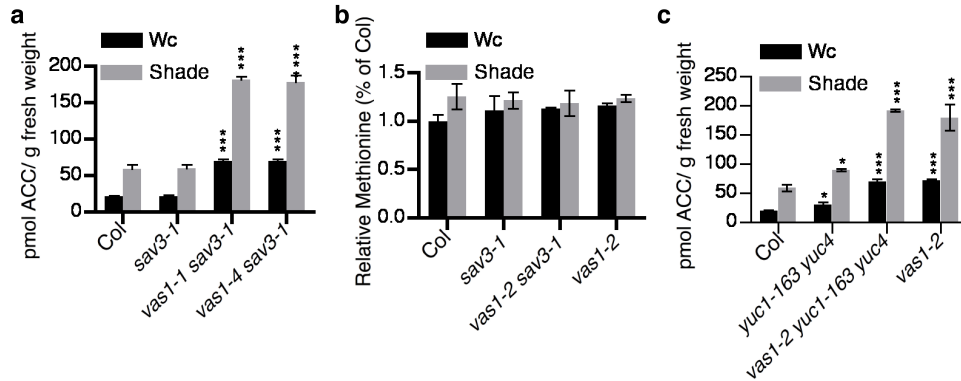 a
Wc
Shade
pmol ACC/ g fresh weight
200
150
100
50
0
***
***
***
***
Col
sav3-1
vas1-1 sav3-1
vas1-4 sav3-1
b
Wc
Shade
Relative Methionine (% of Col)
1.5
1.0
0.5
0.0
Col
sav3-1
vas1-2 sav3-1
vas1-2
c
Wc
Shade
pmol ACC/ g fresh weight
250
200
150
100
50
0
*
*
***
***
***
***
Col
yuc1-163 yuc4
vas1-2 yuc1-163 yuc4
vas1-2